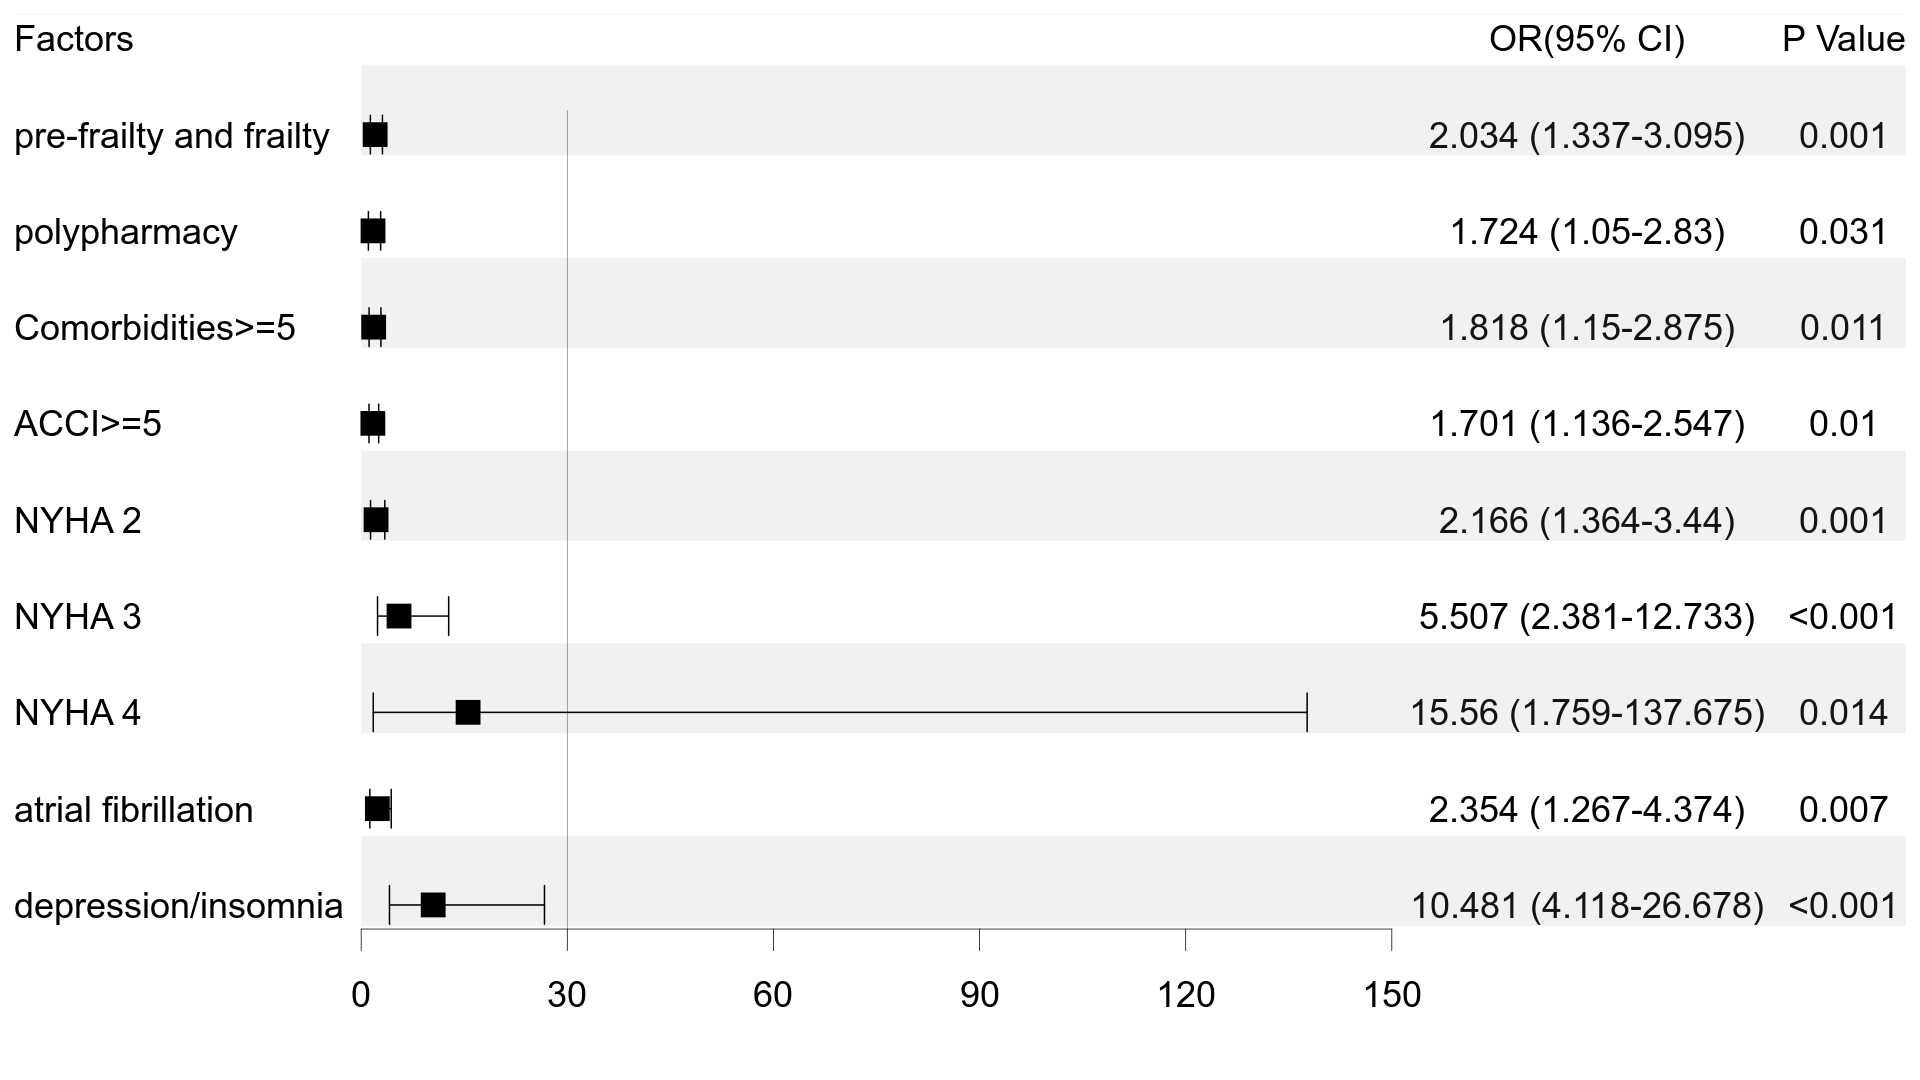 Factors OR(95% CI) P Value
pre-frailty and frailty 2.034 (1.337-3.095) 0.001
polypharmacy 1.724 (1.05-2.83) 0.031
Comorbidities>=5 1.818 (1.15-2.875) 0.011
ACCI>=5 1.701 (1.136-2.547) 0.01
NYHA 2 2.166 (1.364-3.44) 0.001
NYHA 3 5.507 (2.381-12.733) <0.001
NYHA 4 15.56 (1.759-137.675) 0.014
atrial fibrillation 2.354 (1.267-4.374) 0.007
depression/insomnia 10.481 (4.118-26.678) <0.001
0 30 60 90 120 150